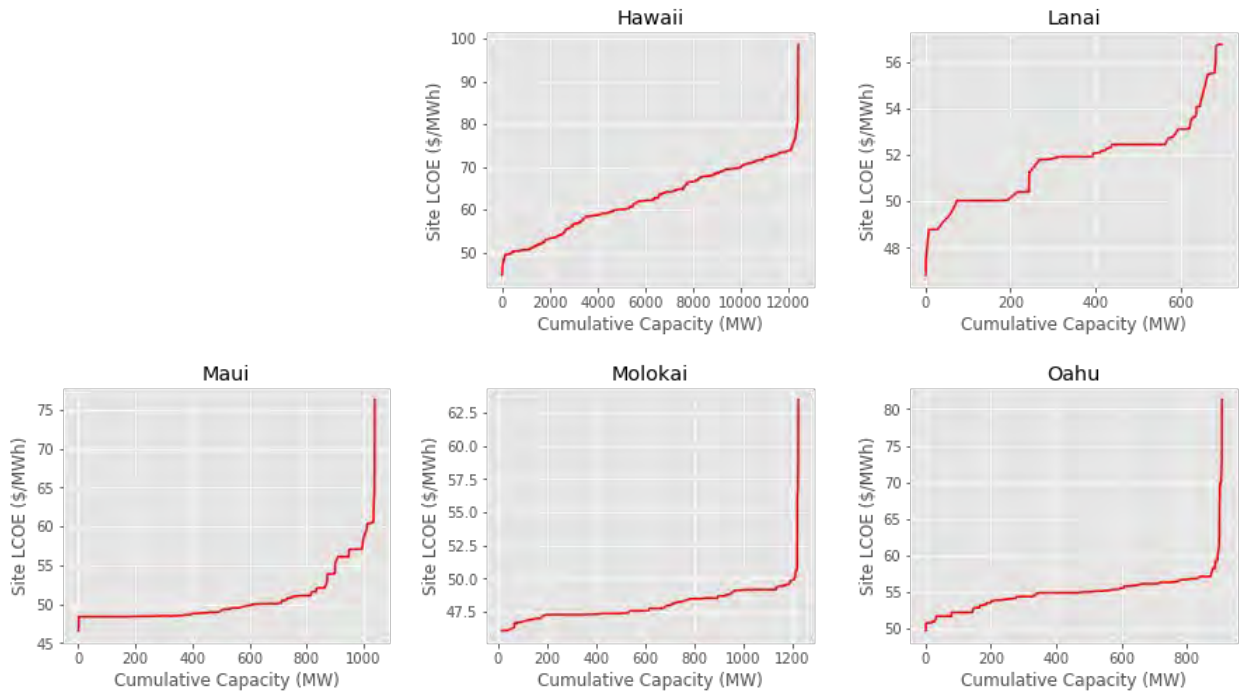 Hawaii
Site LCOE ($/MWh)
100
90
80
70
60
50
0 2000 4000 6000 8000 10000 12000
Cumulative Capacity (MW)
Lanai
Site LCOE ($/MWh)
56
54
52
50
48
0 200 400 600
Cumulative Capacity (MW)
Maui
Site LCOE ($/MWh)
75
70
65
60
55
50
45
0 200 400 600 800 1000
Cumulative Capacity (MW)
Molokai
Site LCOE ($/MWh)
62.5
60.0
57.5
55.0
52.5
50.0
47.5
0 200 400 600 800 1000 1200
Cumulative Capacity (MW)
Oahu
Site LCOE ($/MWh)
80
75
70
65
60
55
50
0 200 400 600 800
Cumulative Capacity (MW)